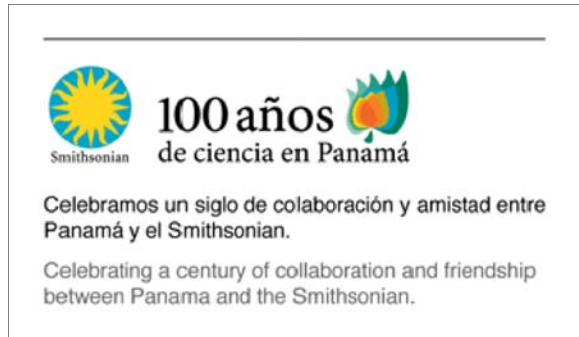 Smithsonian
100 años
de ciencia en Panamá
Celebramos un siglo de colaboración y amistad entre
Panamá y el Smithsonian.
Celebrating a century of collaboration and friendship
between Panama and the Smithsonian.